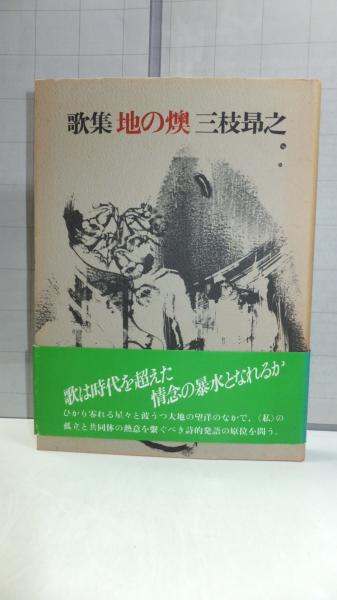 歌集 地の燠 三枝昻之
歌は時代を超えた
情念の暴水となれるか
ひかり零れる星々と波うつ大地の望洋のなかで、〈私〉の
孤立と共同体の熱意を繋ぐべき詩的発語の原位を問う。